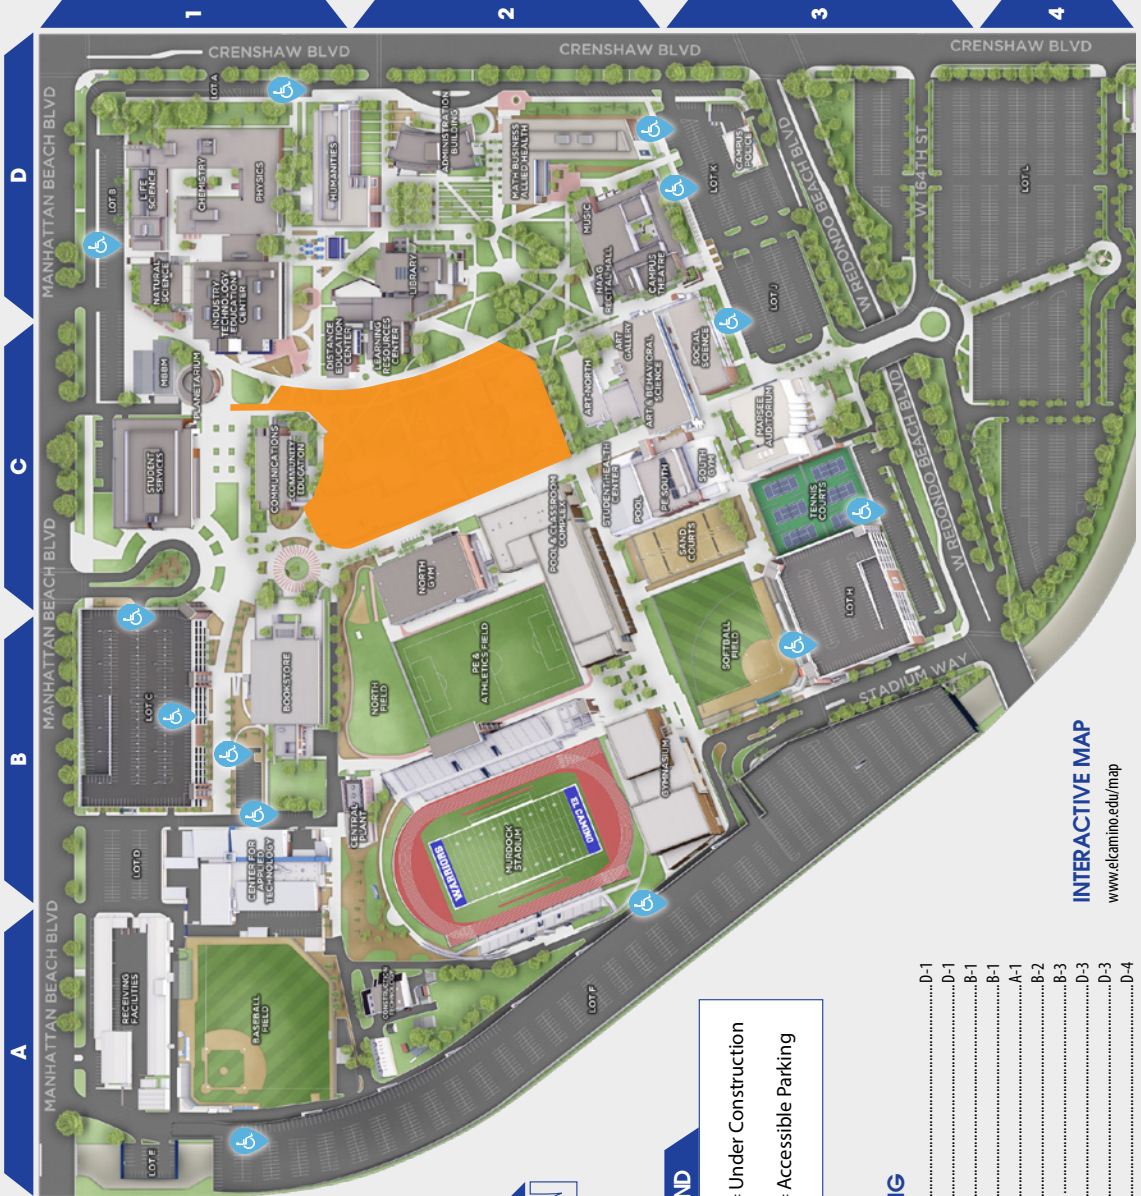 1
2
3
4
D
C
B
A
CRENSHAW BLVD
CRENSHAW BLVD
CRENSHAW BLVD
MANHATTAN BEACH BLVD
MANHATTAN BEACH BLVD
MANHATTAN BEACH BLVD
MANHATTAN BEACH BLVD
W REDONDO BEACH BLVD
W REDONDO BEACH BLVD
W 164TH ST
STADIUM WAY
LOT A
LOT B
LIFE
SCIENCE
CHEMISTRY
PHYSICS
HUMANITIES
ADMINISTRATION
BUILDING
MATH BUSINESS
ALLIED HEALTH
CAMPUS
POLICE
LOT K
LOT L
NATURAL
SCIENCE
INDUSTRY
TECHNOLOGY
EDUCATION
CENTER
LIBRARY
MUSIC
HAAG
RECITAL HALL
CAMPUS
THEATRE
LOT J
MBBM
PLANETARIUM
DISTANCE
EDUCATION
CENTER
LEARNING
RESOURCES
CENTER
ART-NORTH
ART
GALLERY
ART & BEHAVIORAL
SCIENCE
SOCIAL
SCIENCE
MARSEE
AUDITORIUM
STUDENT
SERVICES
COMMUNICATIONS
COMMUNITY
EDUCATION
STUDENT HEALTH
CENTER
POOL
PE SOUTH
SOUTH
GYM
TENNIS
COURTS
SAND
COURTS
POOL & CLASSROOM
COMPLEX
NORTH
GYM
LOT H
LOT C
BOOKSTORE
NORTH
FIELD
PE &
ATHLETICS FIELD
SOFTBALL
FIELD
LOT D
CENTER FOR
APPLIED
TECHNOLOGY
CENTRAL
PLANT
WARRIORS
MURDOCK
STADIUM
EL CAMINO
GYMNASIUM
RECEIVING
FACILITIES
BASEBALL
FIELD
CONSTRUCTION
TECHNOLOGY
LOT F
LOT E
INTERACTIVE MAP
www.elcamino.edu/map
ND
= Under Construction
= Accessible Parking
NG
D-1
D-1
B-1
B-1
A-1
B-2
B-3
D-3
D-3
D-4